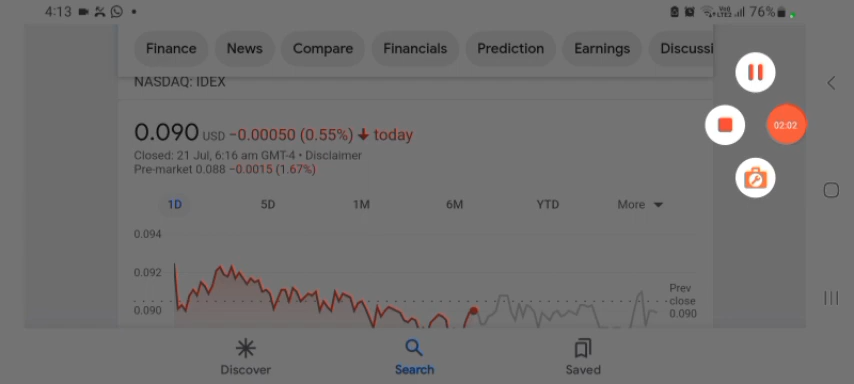 4:13 76%
Finance News Compare Financials Prediction Earnings Discussi
NASDAQ: IDEX
0.090 USD −0.00050 (0.55%) today
Closed: 21 Jul, 6:16 am GMT-4 • Disclaimer
Pre-market 0.088 −0.0015 (1.67%)
1D 5D 1M 6M YTD More
0.094
0.092
0.090
Prev
close
0.090
02:02
Discover Search Saved